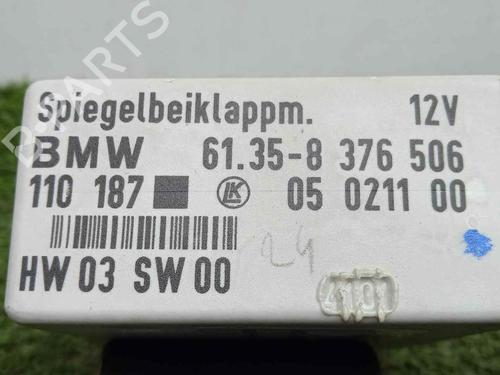 B-PARTS
Spiegelbeiklappm. 12V
BMW 61.35-8 376 506
110 187 LK 05 0211 00
HW 03 SW 00
24